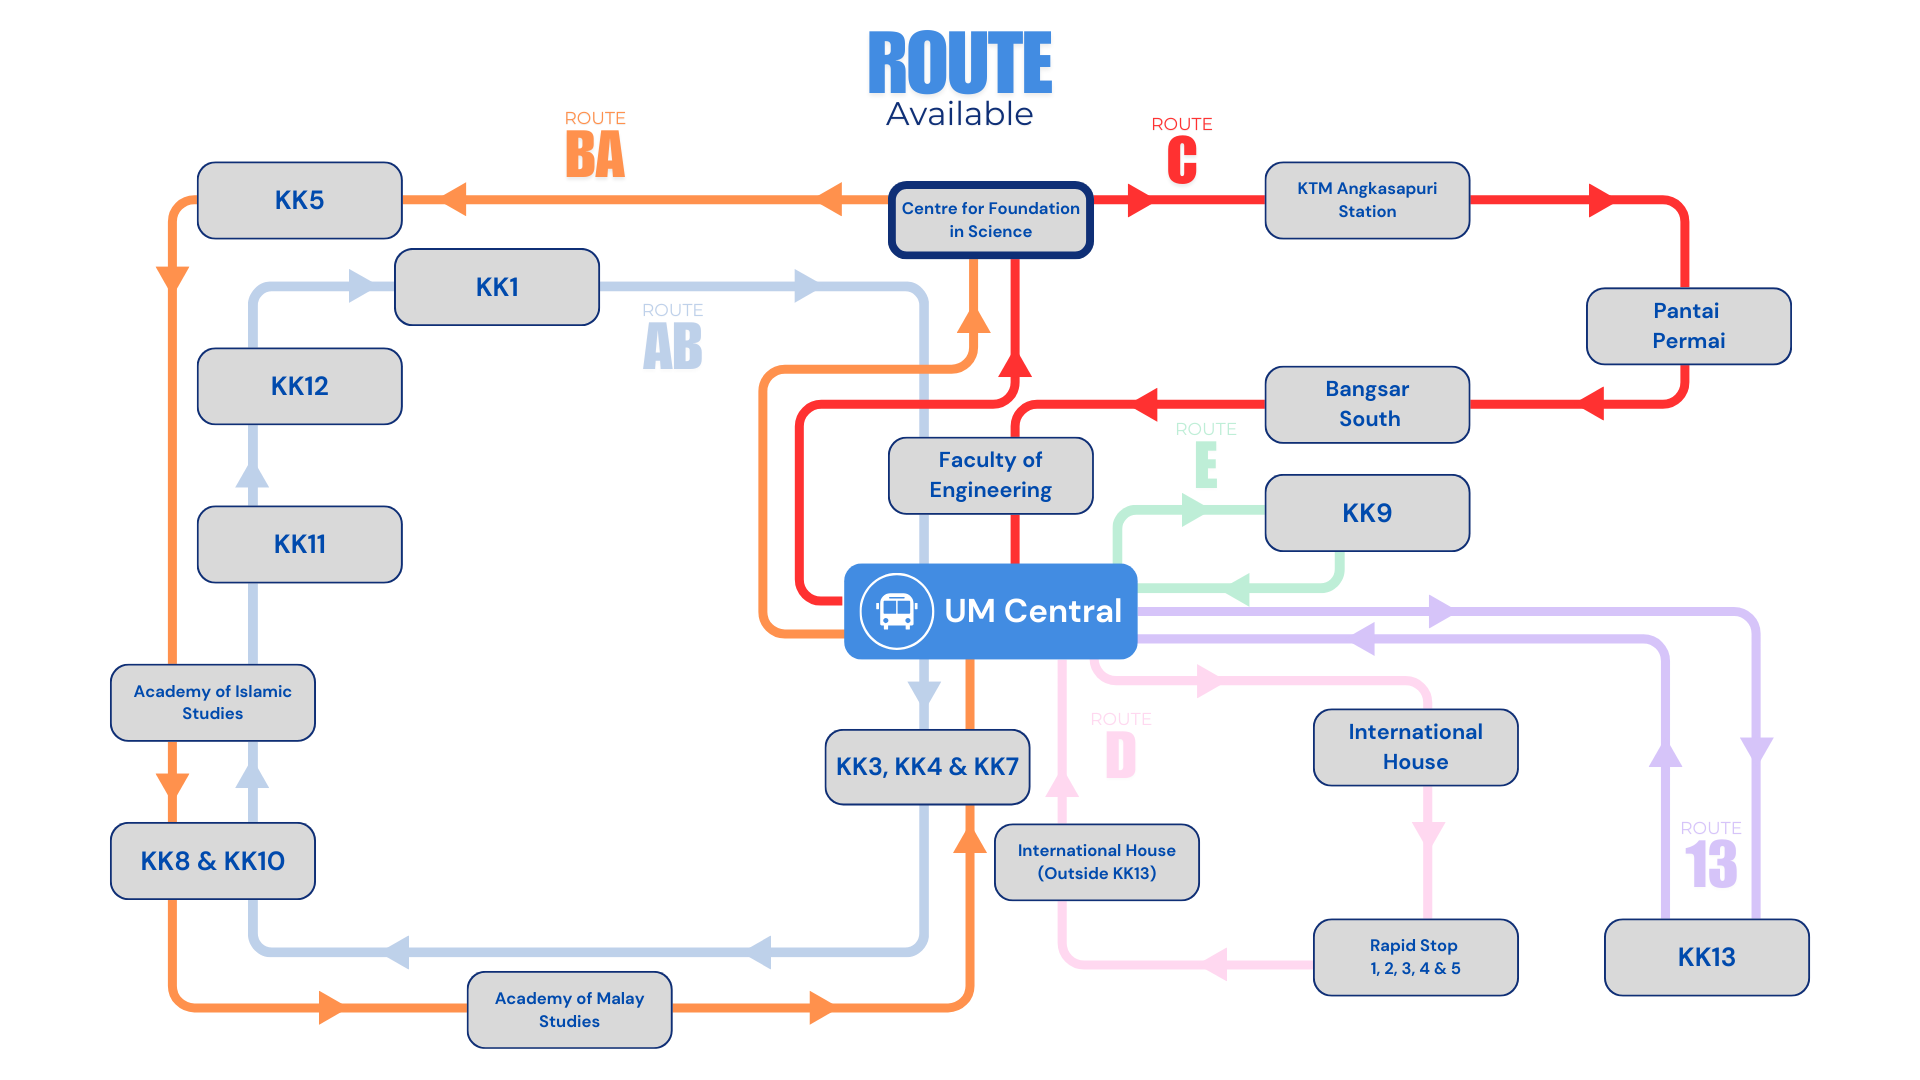 ROUTE
Available
ROUTE
BA
ROUTE
C
KK5
Centre for Foundation
in Science
KTM Angkasapuri
Station
KK1
ROUTE
AB
Pantai
Permai
KK12
Bangsar
South
ROUTE
E
Faculty of
Engineering
KK9
KK11
UM Central
Academy of Islamic
Studies
ROUTE
D
International
House
KK3, KK4 & KK7
ROUTE
13
KK8 & KK10
International House
(Outside KK13)
Rapid Stop
1, 2, 3, 4 & 5
KK13
Academy of Malay
Studies